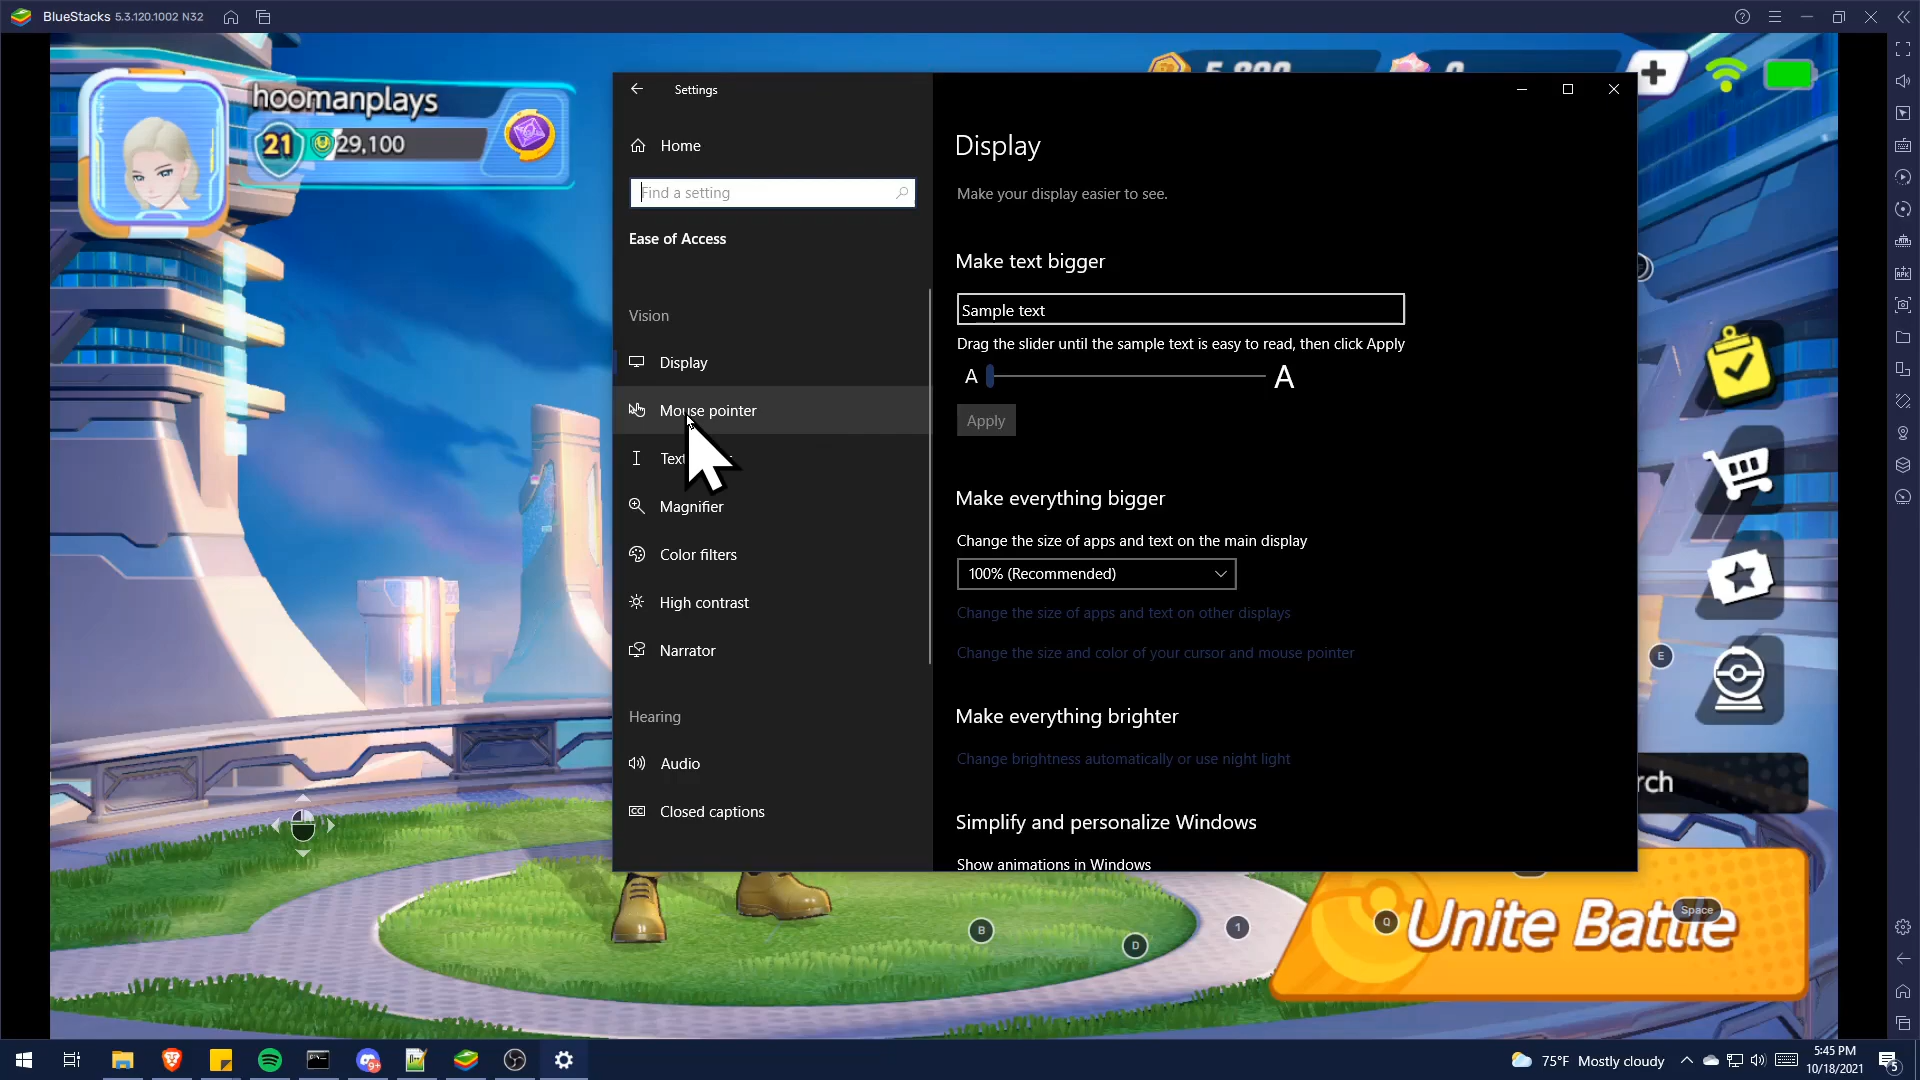 BlueStacks 5.3.120.1002 N32
hoomanplays
21
29,100
Settings
Home
Find a setting
Ease of Access
Vision
Display
Mouse pointer
Text
Magnifier
Color filters
High contrast
Narrator
Hearing
Audio
CC
Closed captions
Display
Make your display easier to see.
Make text bigger
Sample text
Drag the slider until the sample text is easy to read, then click Apply
A
A
Apply
Make everything bigger
Change the size of apps and text on the main display
100% (Recommended)
Change the size of apps and text on other displays
Change the size and color of your cursor and mouse pointer
Make everything brighter
Change brightness automatically or use night light
Simplify and personalize Windows
Show animations in Windows
E
rch
B
D
1
Q
Space
Unite Battle
9+
75°F Mostly cloudy
5:45 PM
10/18/2021
5